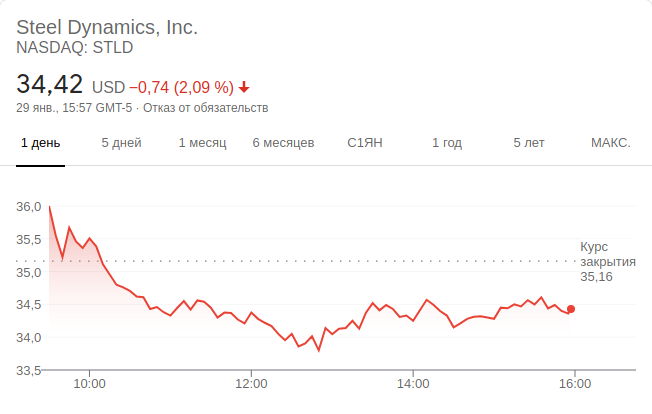 Steel Dynamics, Inc.
NASDAQ: STLD
34,42 USD −0,74 (2,09 %)
29 янв., 15:57 GMT-5 · Отказ от обязательств
1 день 5 дней 1 месяц 6 месяцев С1ЯН 1 год 5 лет МАКС.
36,0
35,5
Курс
закрытия
35,16
35,0
34,5
34,0
33,5
10:00 12:00 14:00 16:00